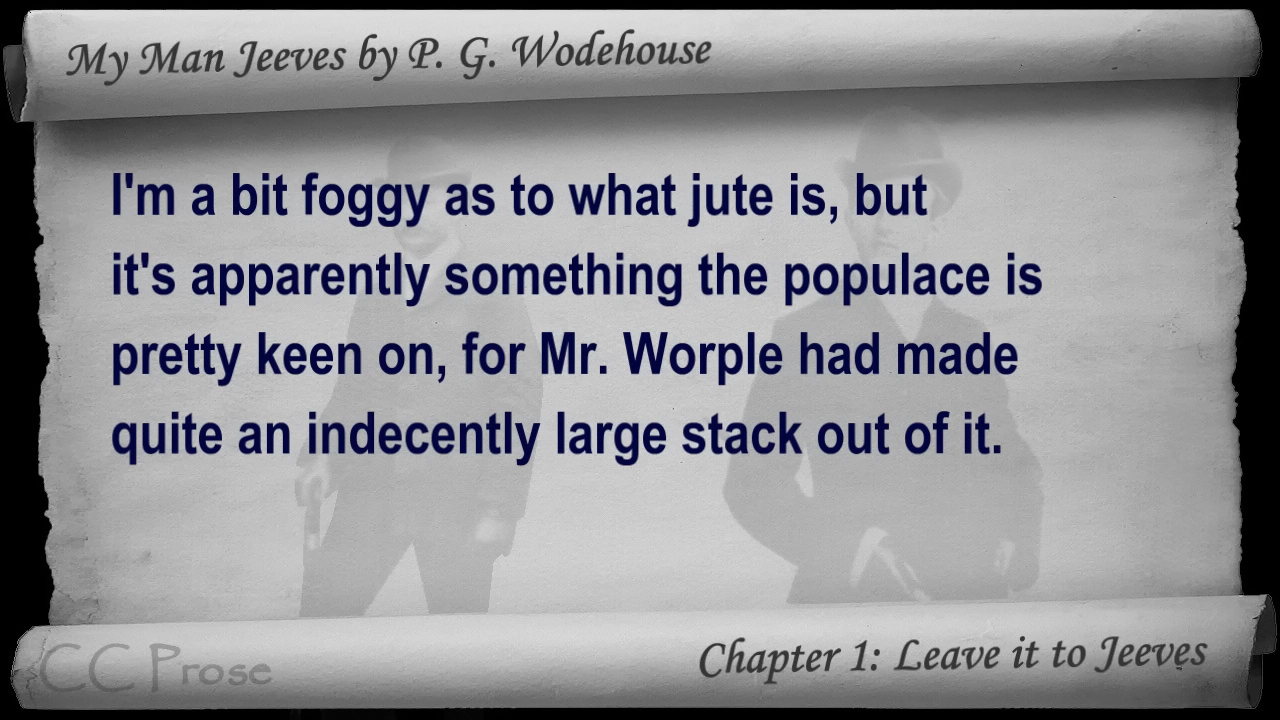 My Man Jeeves by P. G. Wodehouse
I'm a bit foggy as to what jute is, but
it's apparently something the populace is
pretty keen on, for Mr. Worple had made
quite an indecently large stack out of it.
CC Prose
Chapter 1: Leave it to Jeeves